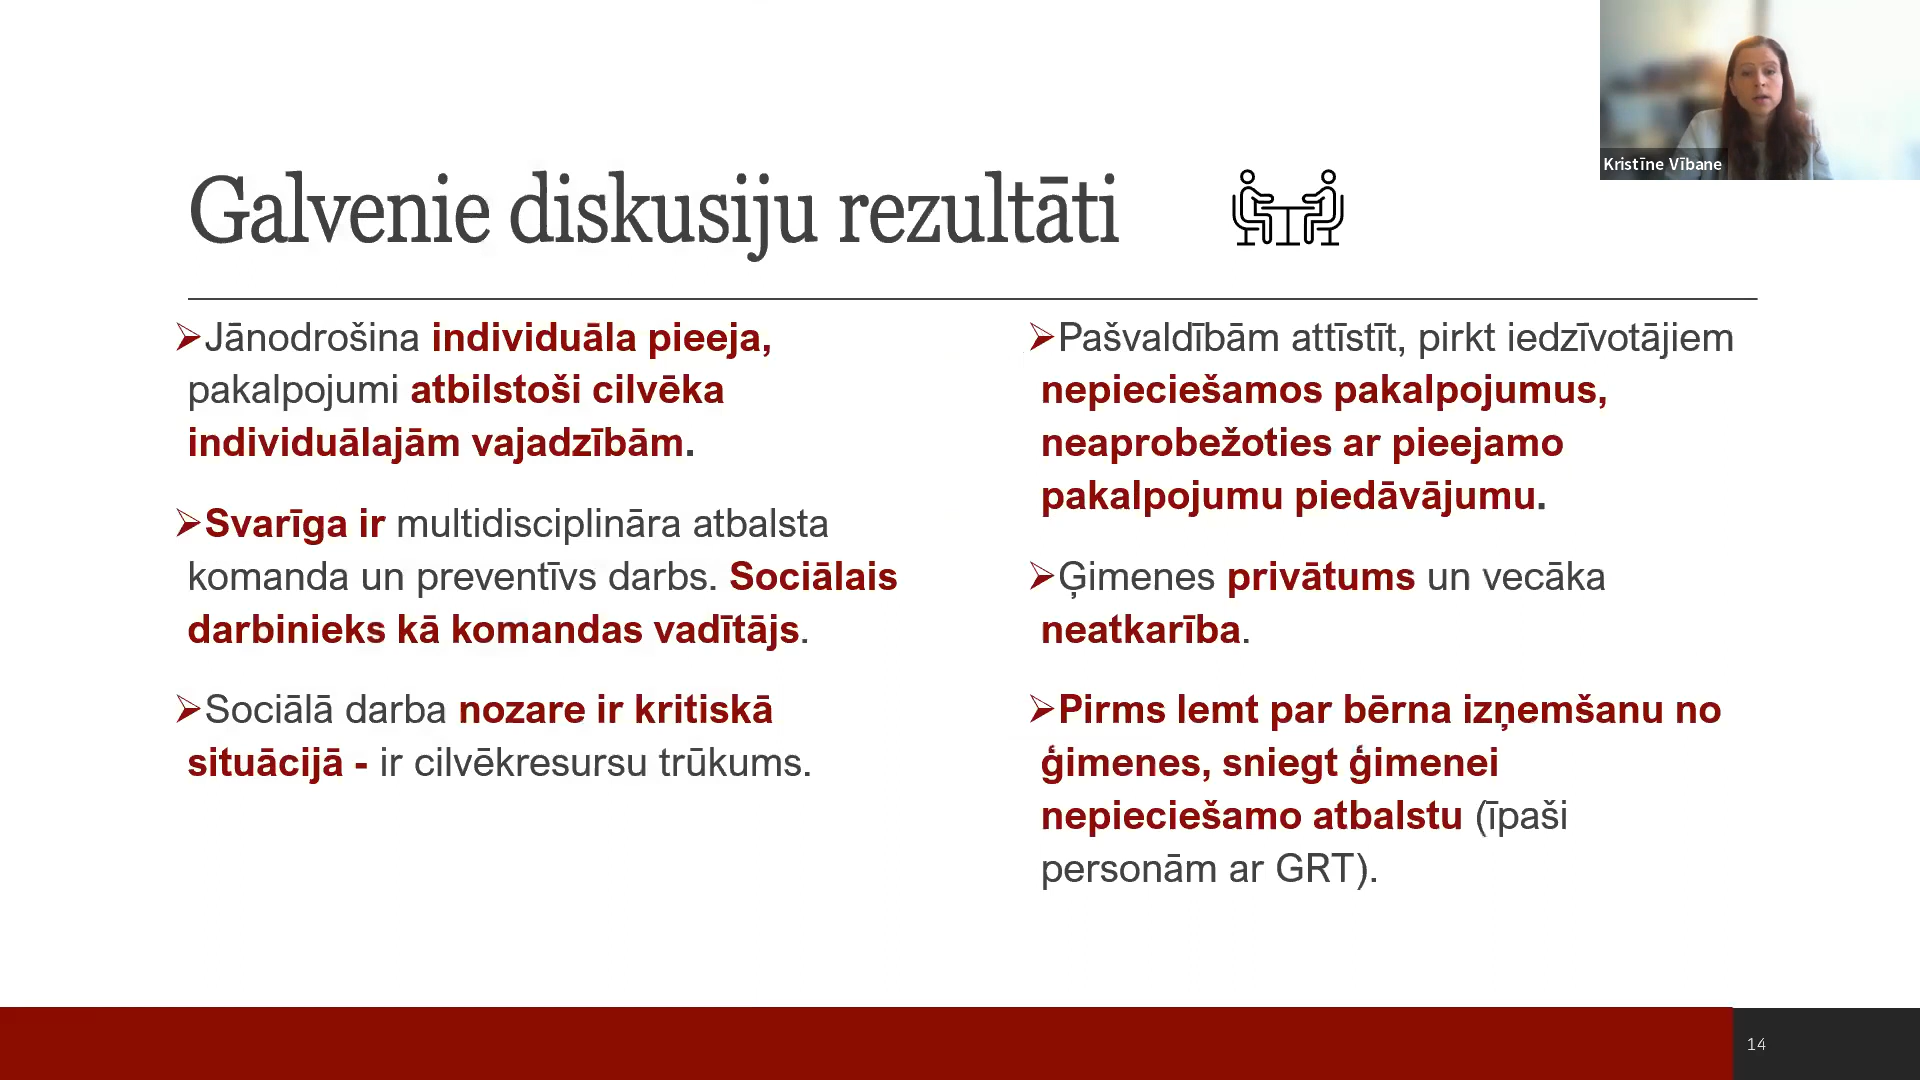 Kristīne Vībane
Galvenie diskusiju rezultāti
➢Jānodrošina individuāla pieeja,
pakalpojumi atbilstoši cilvēka
individuālajām vajadzībām.
➢Svarīga ir multidisciplināra atbalsta
komanda un preventīvs darbs. Sociālais
darbinieks kā komandas vadītājs.
➢Sociālā darba nozare ir kritiskā
situācijā - ir cilvēkresursu trūkums.
➢Pašvaldībām attīstīt, pirkt iedzīvotājiem
nepieciešamos pakalpojumus,
neaprobežoties ar pieejamo
pakalpojumu piedāvājumu.
➢Ģimenes privātums un vecāka
neatkarība.
➢Pirms lemt par bērna izņemšanu no
ģimenes, sniegt ģimenei
nepieciešamo atbalstu (īpaši
personām ar GRT).
14